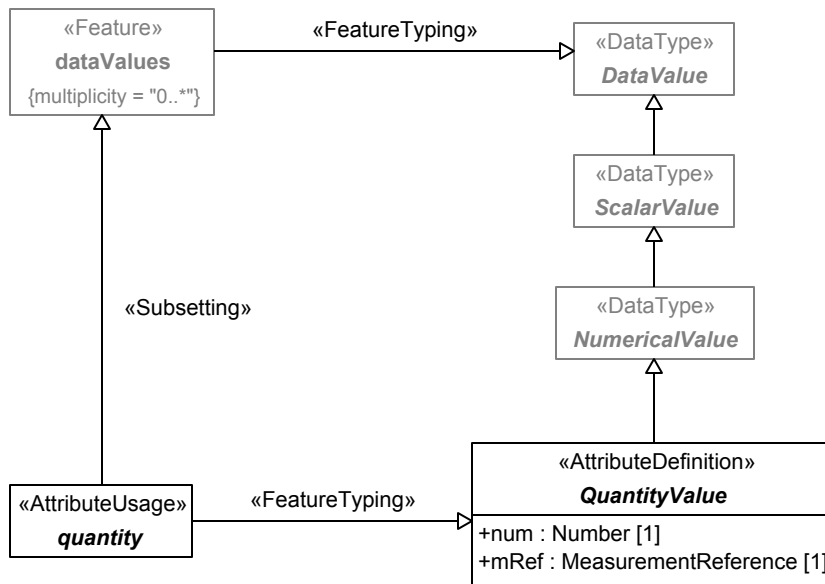 «Feature»
dataValues
{multiplicity = "0..*"}
«FeatureTyping»
«DataType»
DataValue
«DataType»
ScalarValue
«Subsetting»
«DataType»
NumericalValue
«AttributeUsage»
quantity
«FeatureTyping»
«AttributeDefinition»
QuantityValue
+num : Number [1]
+mRef : MeasurementReference [1]